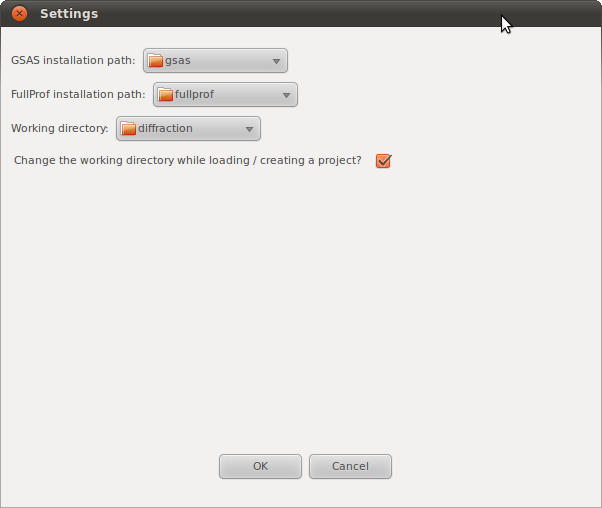 Settings
GSAS installation path: gsas
FullProf installation path: fullprof
Working directory: diffraction
Change the working directory while loading / creating a project?
OK Cancel